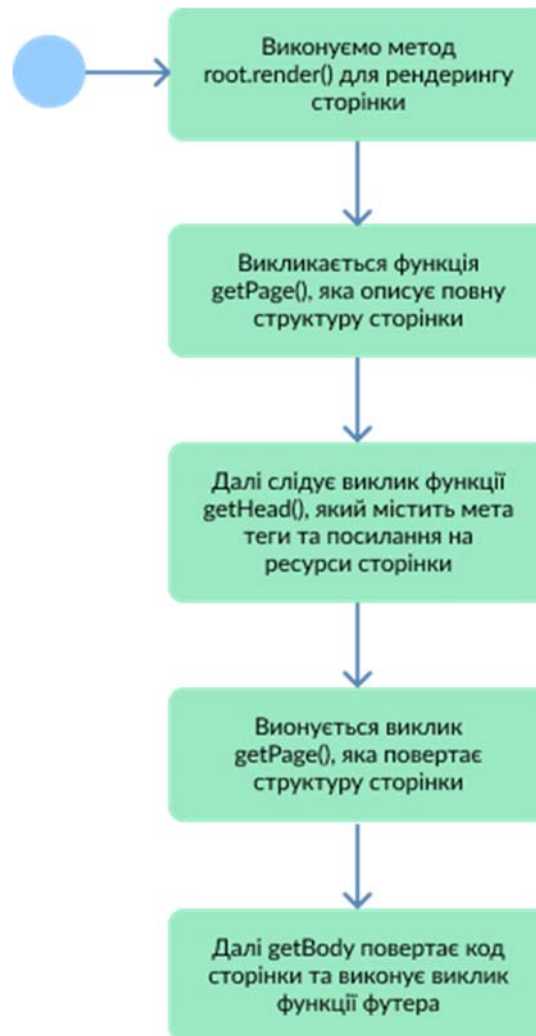 Виконуємо метод
root.render() для рендерингу
сторінки
Викликається функція
getPage(), яка описує повну
структуру сторінки
Далі слідує виклик функції
getHead(), який містить мета
теги та посилання на
ресурси сторінки
Вионується виклик
getPage(), яка повертає
структуру сторінки
Далі getBody повертає код
сторінки та виконує виклик
функції футера